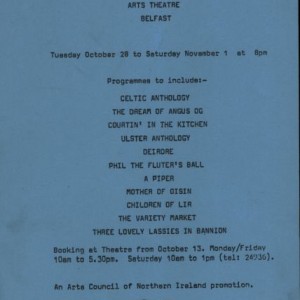 ARTS THEATRE
BELFAST
Tuesday October 28 to Saturday November 1 at 8pm
Programme to include:-
CELTIC ANTHOLOGY
THE DREAM OF ANGUS OG
COURTIN' IN THE KITCHEN
ULSTER ANTHOLOGY
DEIRDRE
PHIL THE FLUTER'S BALL
A PIPER
MOTHER OF OISIN
CHILDREN OF LIR
THE VARIETY MARKET
THREE LOVELY LASSIES IN BANNION
Booking at Theatre from October 13, Monday/Friday
10am to 5.30pm. Saturday 10am to 1pm (tel:
An Arts Council of Northern Ireland promotion.